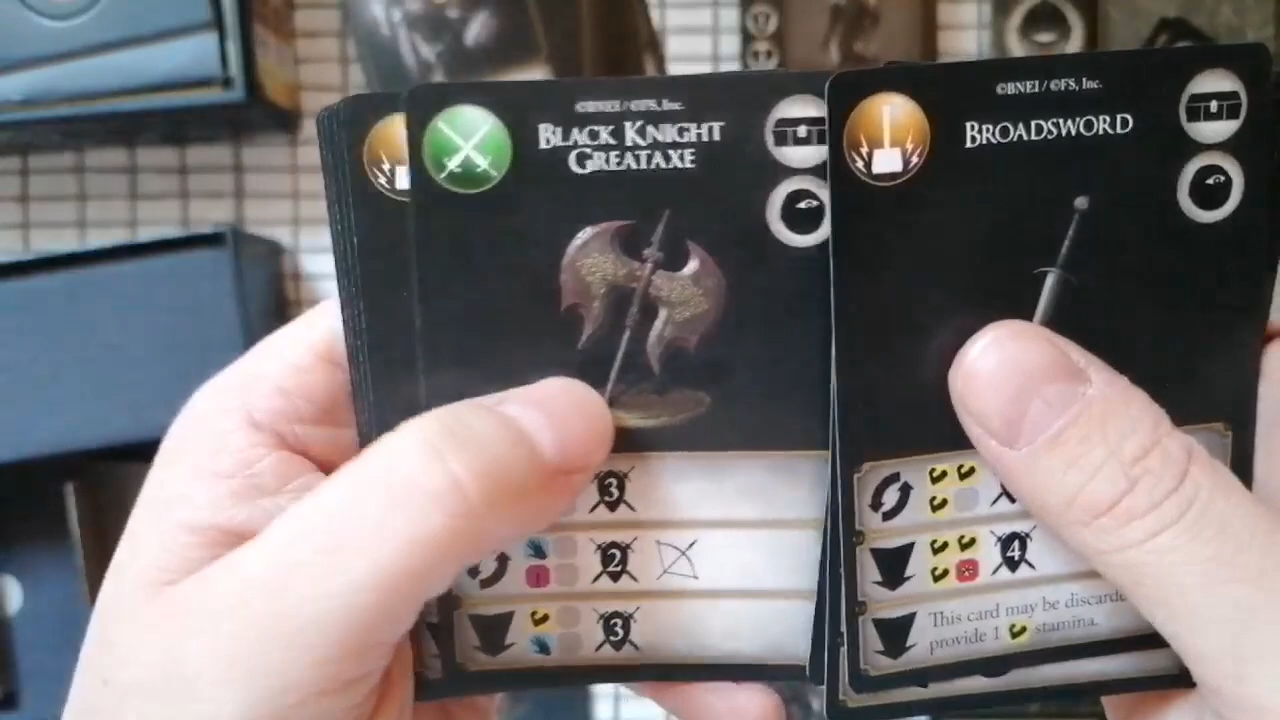 ©BNEI / ©FS, Inc.
BLACK KNIGHT
GREATAXE
3
2
3
©BNEI / ©FS, Inc.
BROADSWORD
4
This card may be discarde
provide 1 stamina.